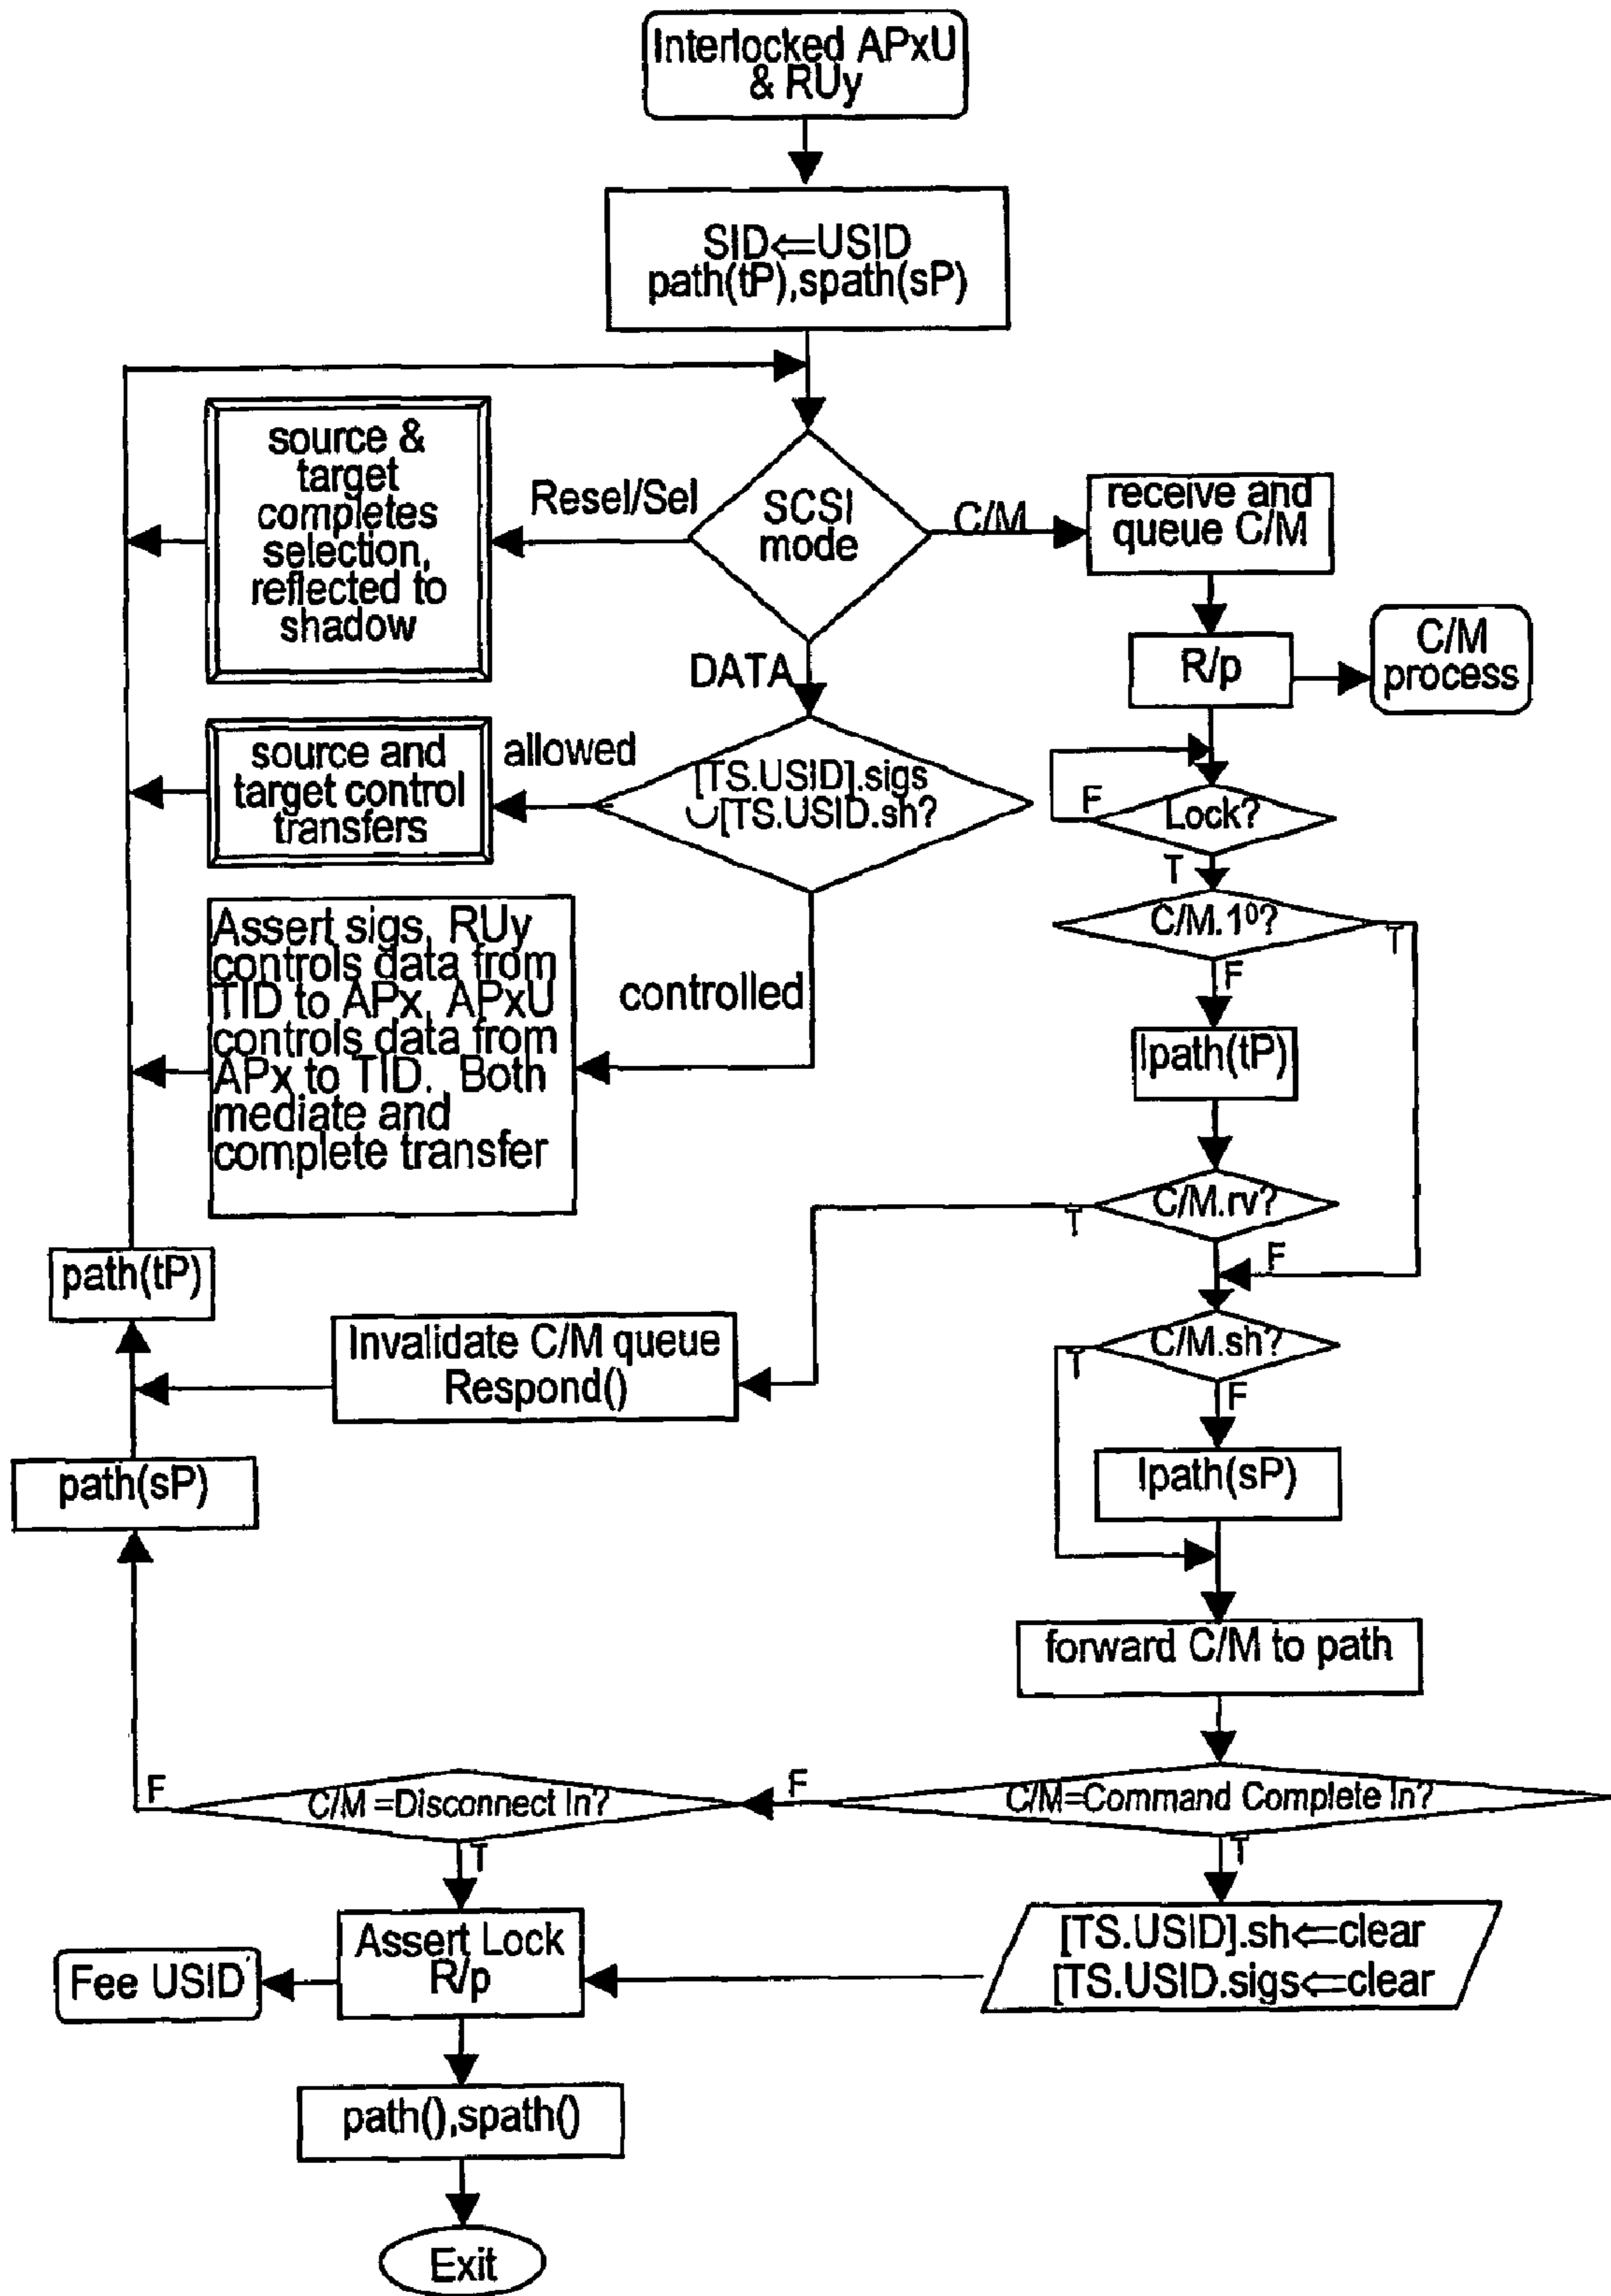 Interlocked APxU
& RUy
SID⇐USID
path(tP),spath(sP)
source &
target
completes
selection,
reflected to
shadow
Resel/Sel
SCSI
mode
C/M
receive and
queue C/M
R/p
C/M
process
DATA
source and
target control
transfers
allowed
[TS.USID].sigs
∪[TS.USID.sh?
F
Lock?
T
C/M.1⁰?
T
F
Assert sigs, RUy
controls data from
TID to APx, APxU
controls data from
APx to TID. Both
mediate and
complete transfer
controlled
!path(tP)
C/M.rv?
T
F
path(tP)
Invalidate C/M queue
Respond()
C/M.sh?
T
F
path(sP)
!path(sP)
forward C/M to path
F
C/M =Disconnect In?
F
C/M=Command Complete In?
T
T
Assert Lock
R/p
Fee USID
[TS.USID].sh⇐clear
[TS.USID.sigs⇐clear
path(),spath()
Exit